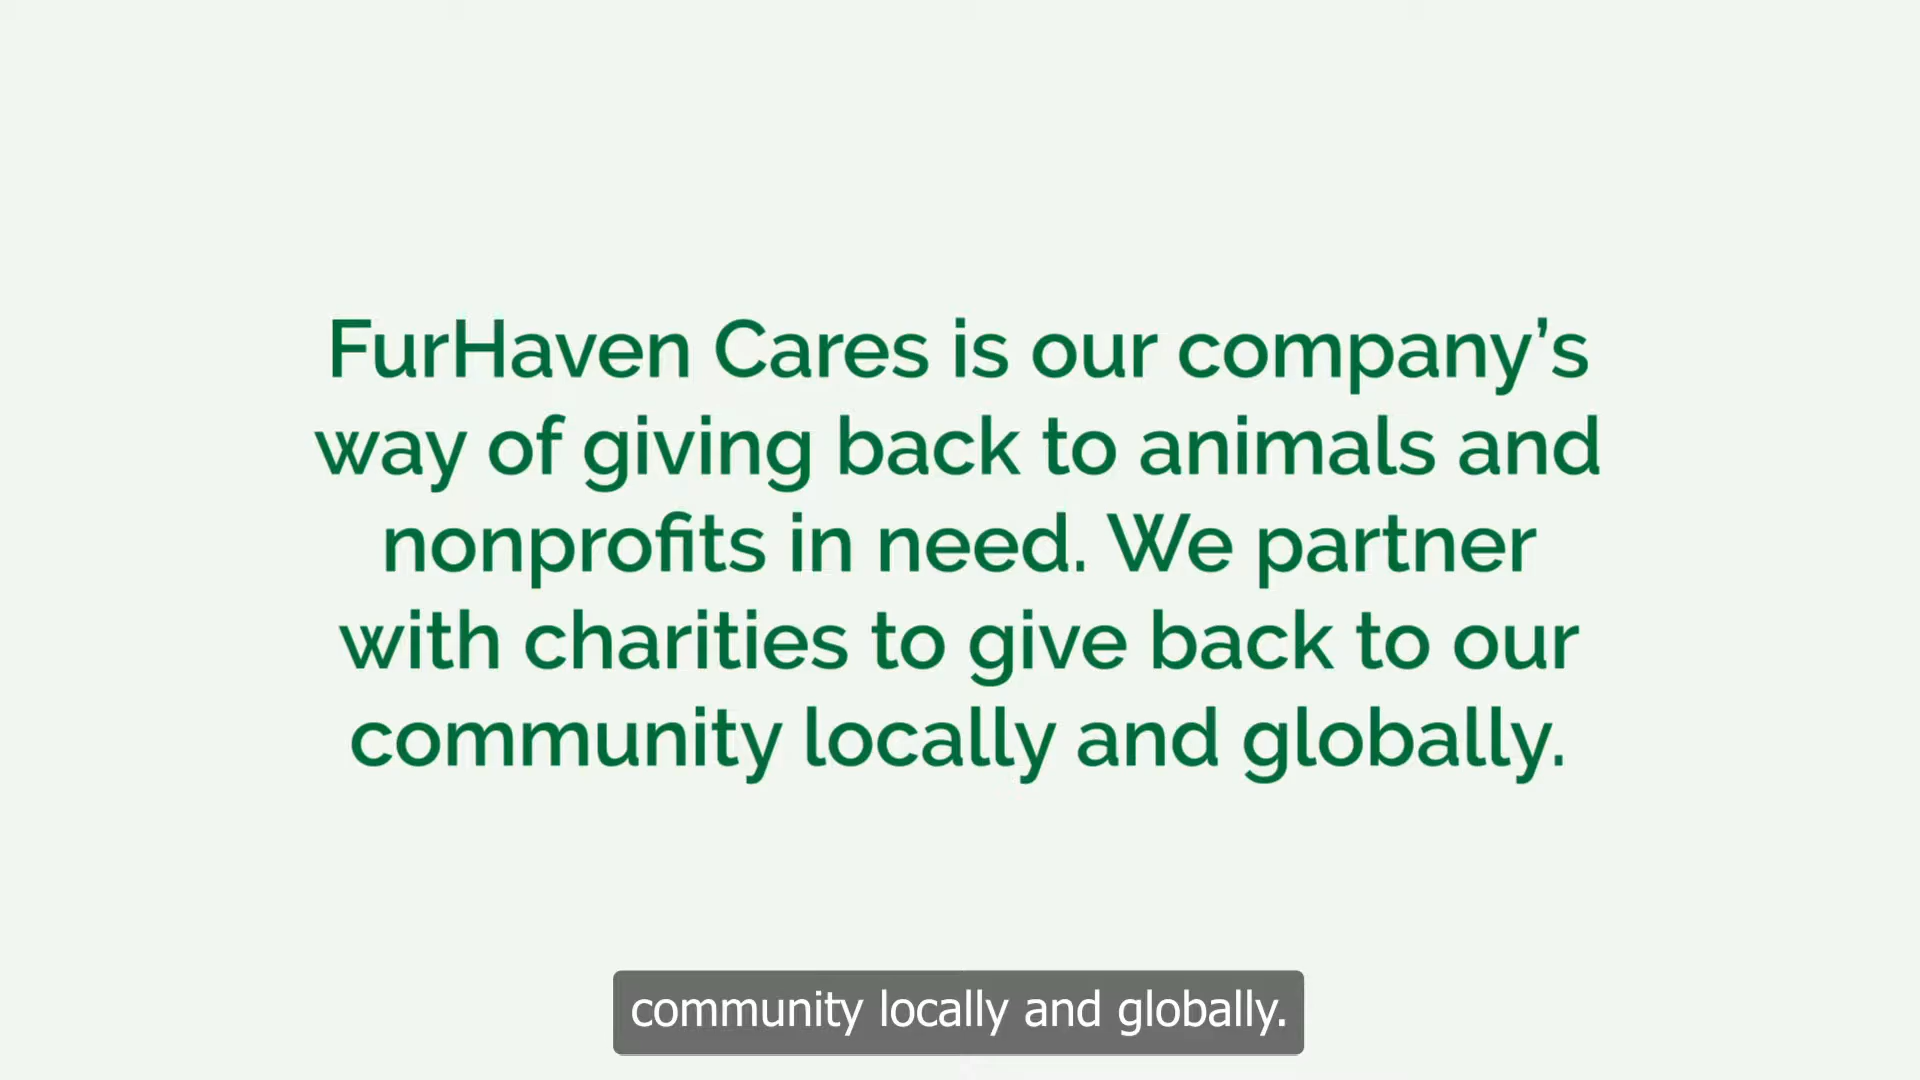 FurHaven Cares is our company’s
way of giving back to animals and
nonprofits in need. We partner
with charities to give back to our
community locally and globally.
community locally and globally.